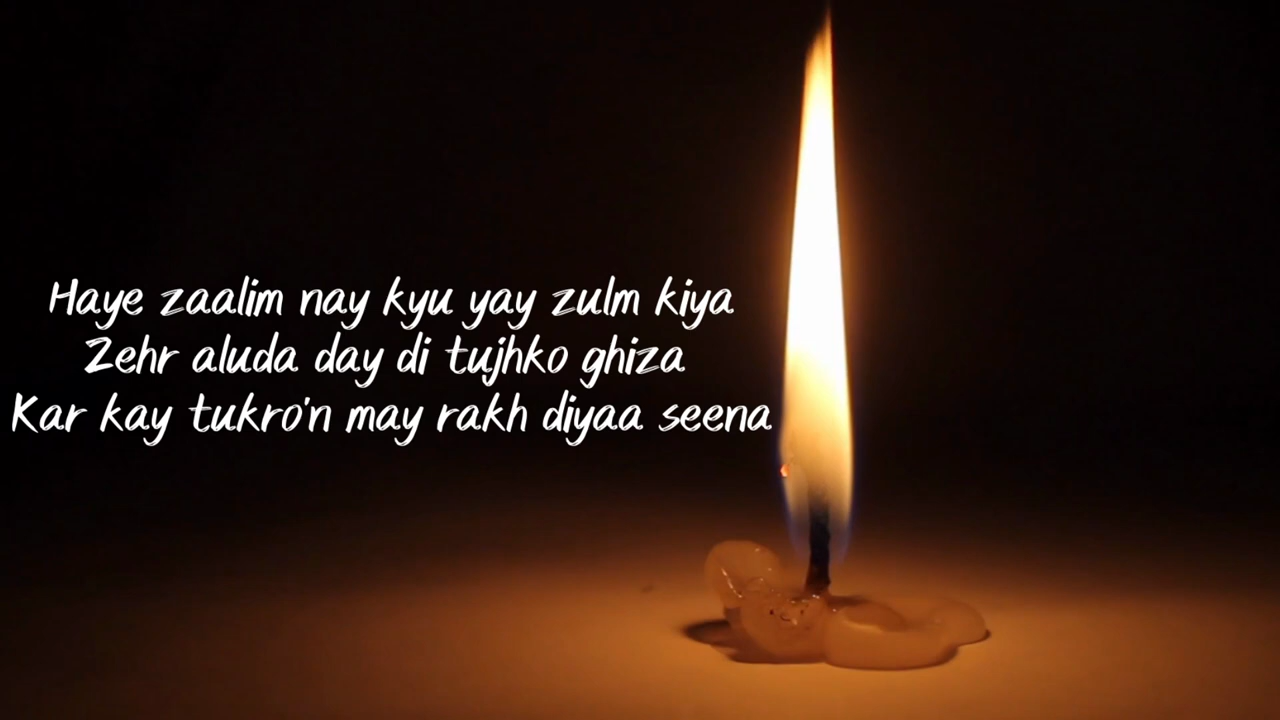 Haye zaalim nay kyu yay zulm kiya
Zehr aluda day di tujhko ghiza
Kar kay tukro'n may rakh diyaa seena